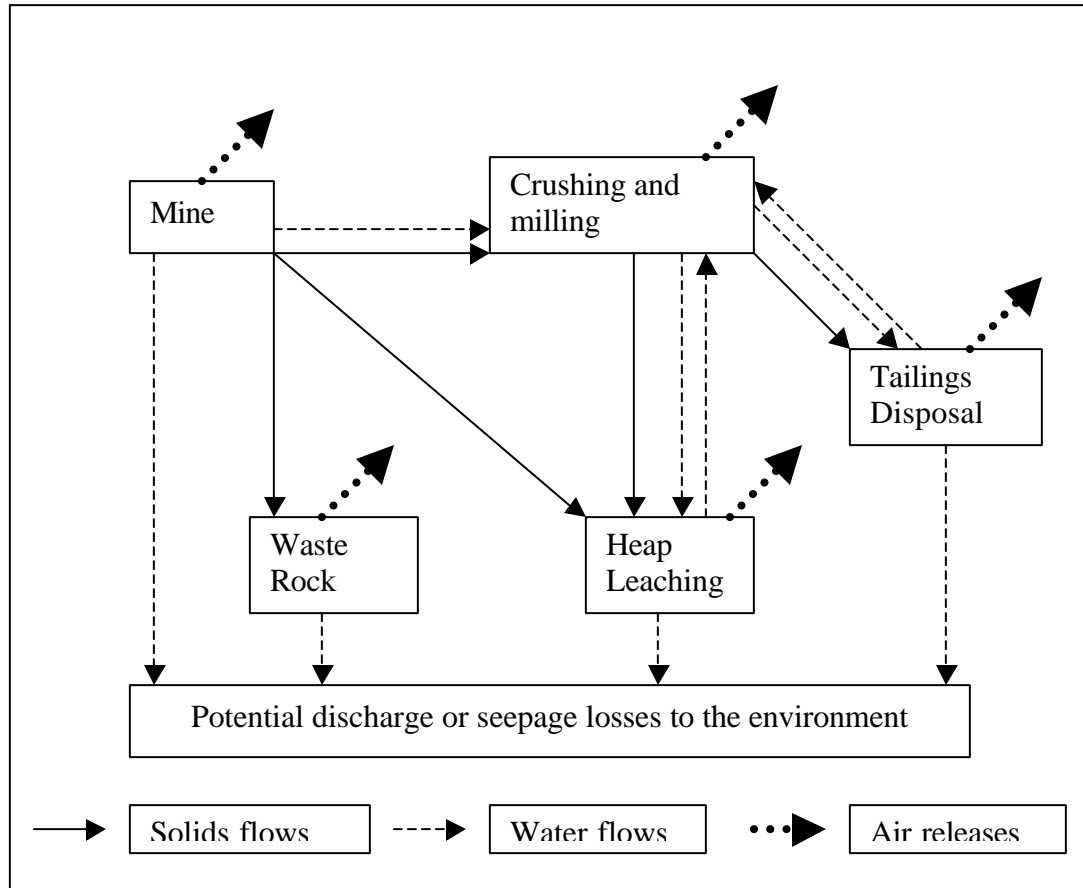 Mine
Crushing and
milling
Tailings
Disposal
Waste
Rock
Heap
Leaching
Potential discharge or seepage losses to the environment
Solids flows
Water flows
Air releases